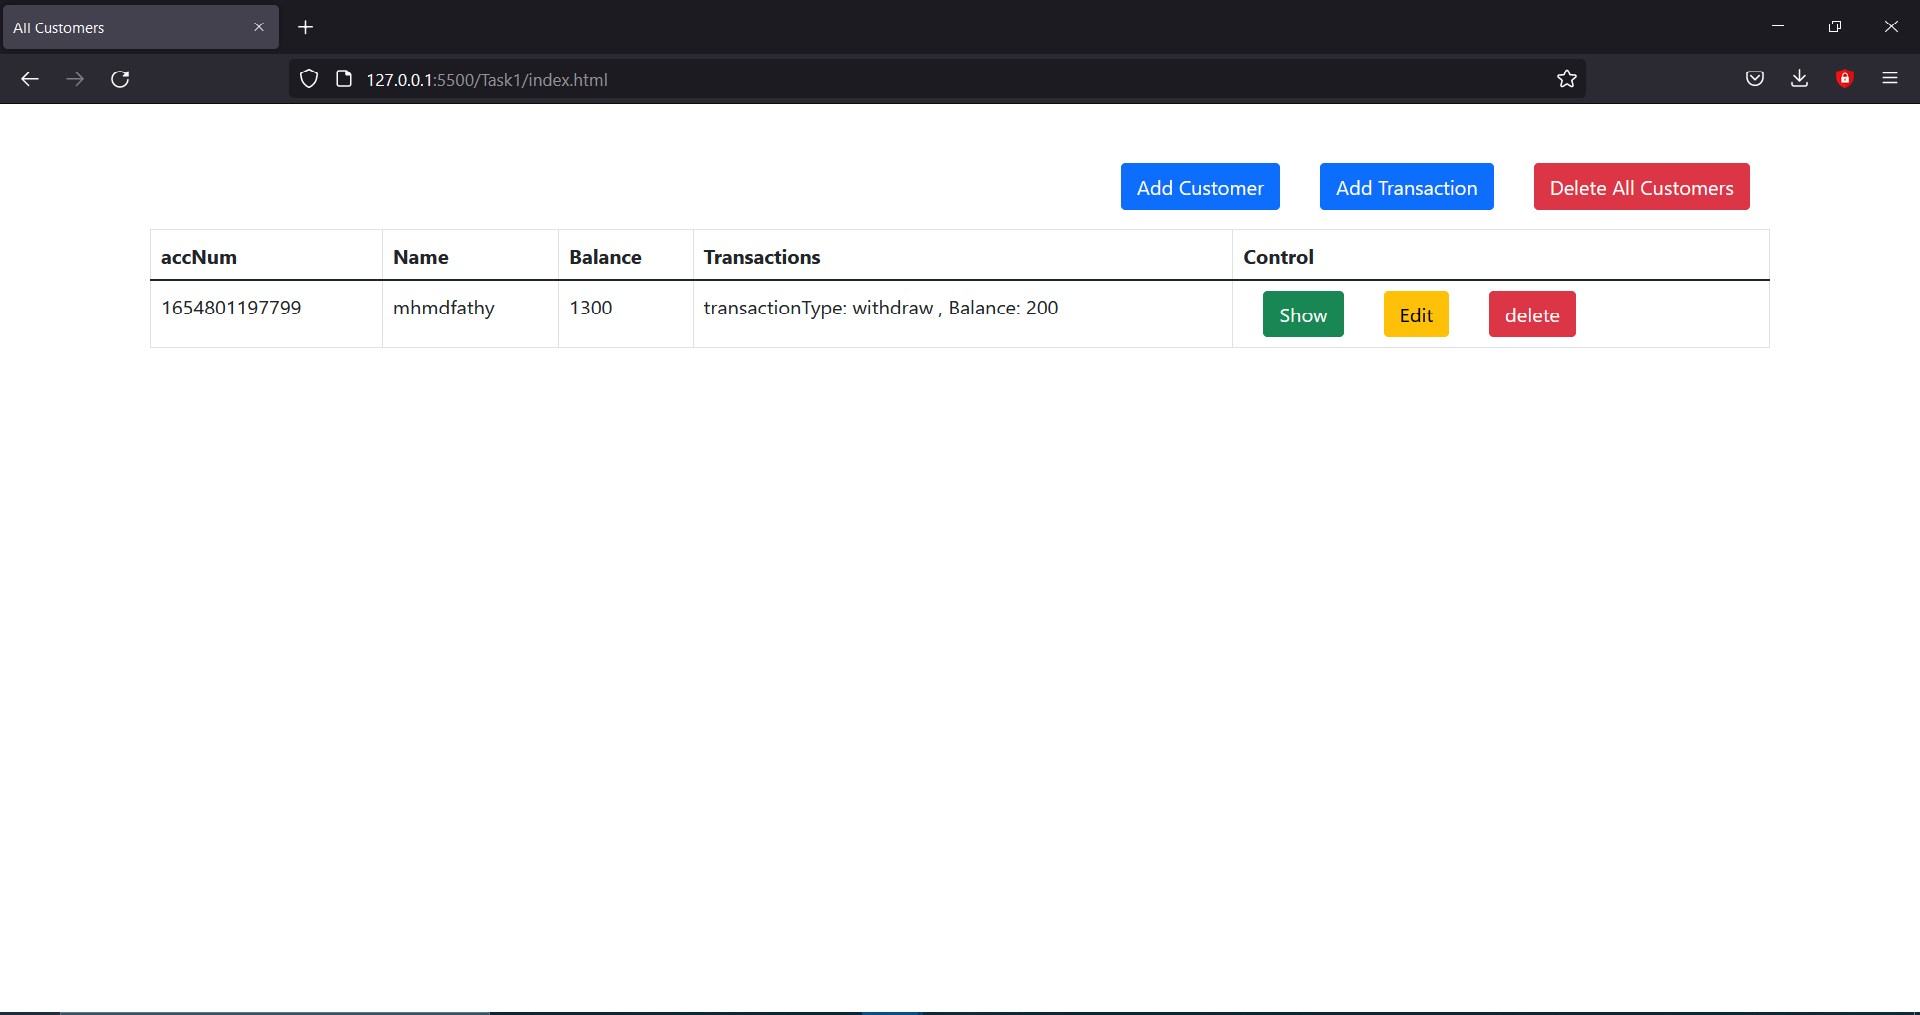 All Customers
127.0.0.1:5500/Task1/index.html
Add Customer Add Transaction Delete All Customers
accNum Name Balance Transactions Control
1654801197799 mhmdfathy 1300 transactionType: withdraw , Balance: 200 Show Edit delete